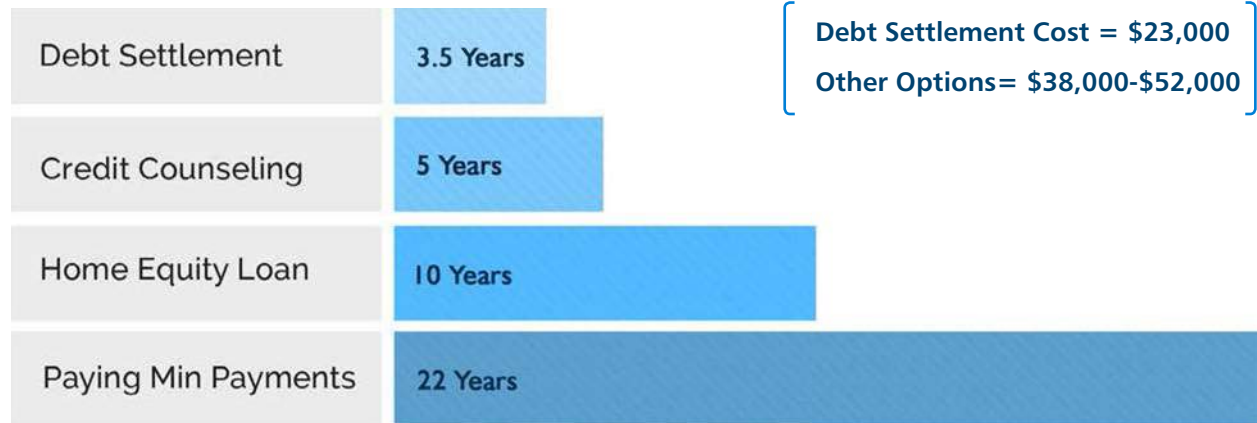 Debt Settlement
3.5 Years
Debt Settlement Cost = $23,000
Other Options= $38,000-$52,000
Credit Counseling
5 Years
Home Equity Loan
10 Years
Paying Min Payments
22 Years